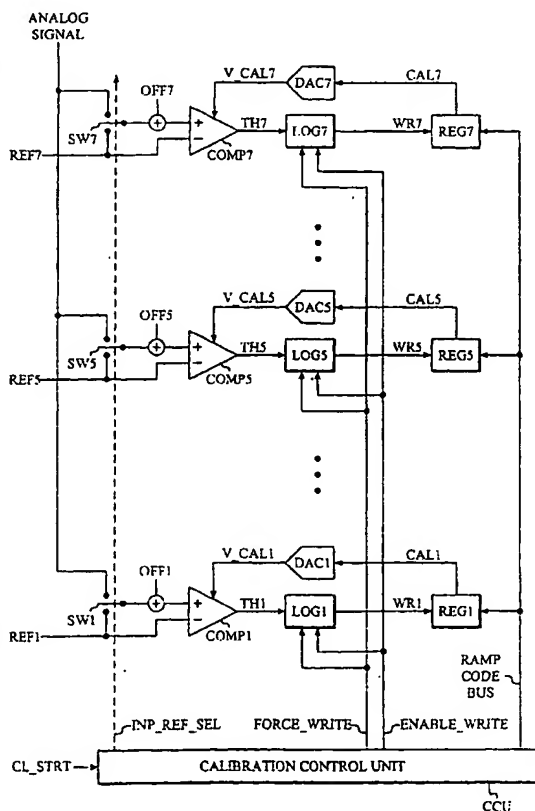 ANALOG
SIGNAL
OFF7
V_CAL7
DAC7
CAL7
SW7
+
TH7
LOG7
WR7
REG7
REF7
−
COMP7
OFF5
V_CAL5
DAC5
CAL5
SW5
+
TH5
LOG5
WR5
REG5
REF5
−
COMP5
OFF1
V_CAL1
DAC1
CAL1
SW1
+
TH1
LOG1
WR1
REG1
REF1
−
COMP1
RAMP
CODE
BUS
INP_REF_SEL
FORCE_WRITE
ENABLE_WRITE
CL_STRT
CALIBRATION CONTROL UNIT
CCU